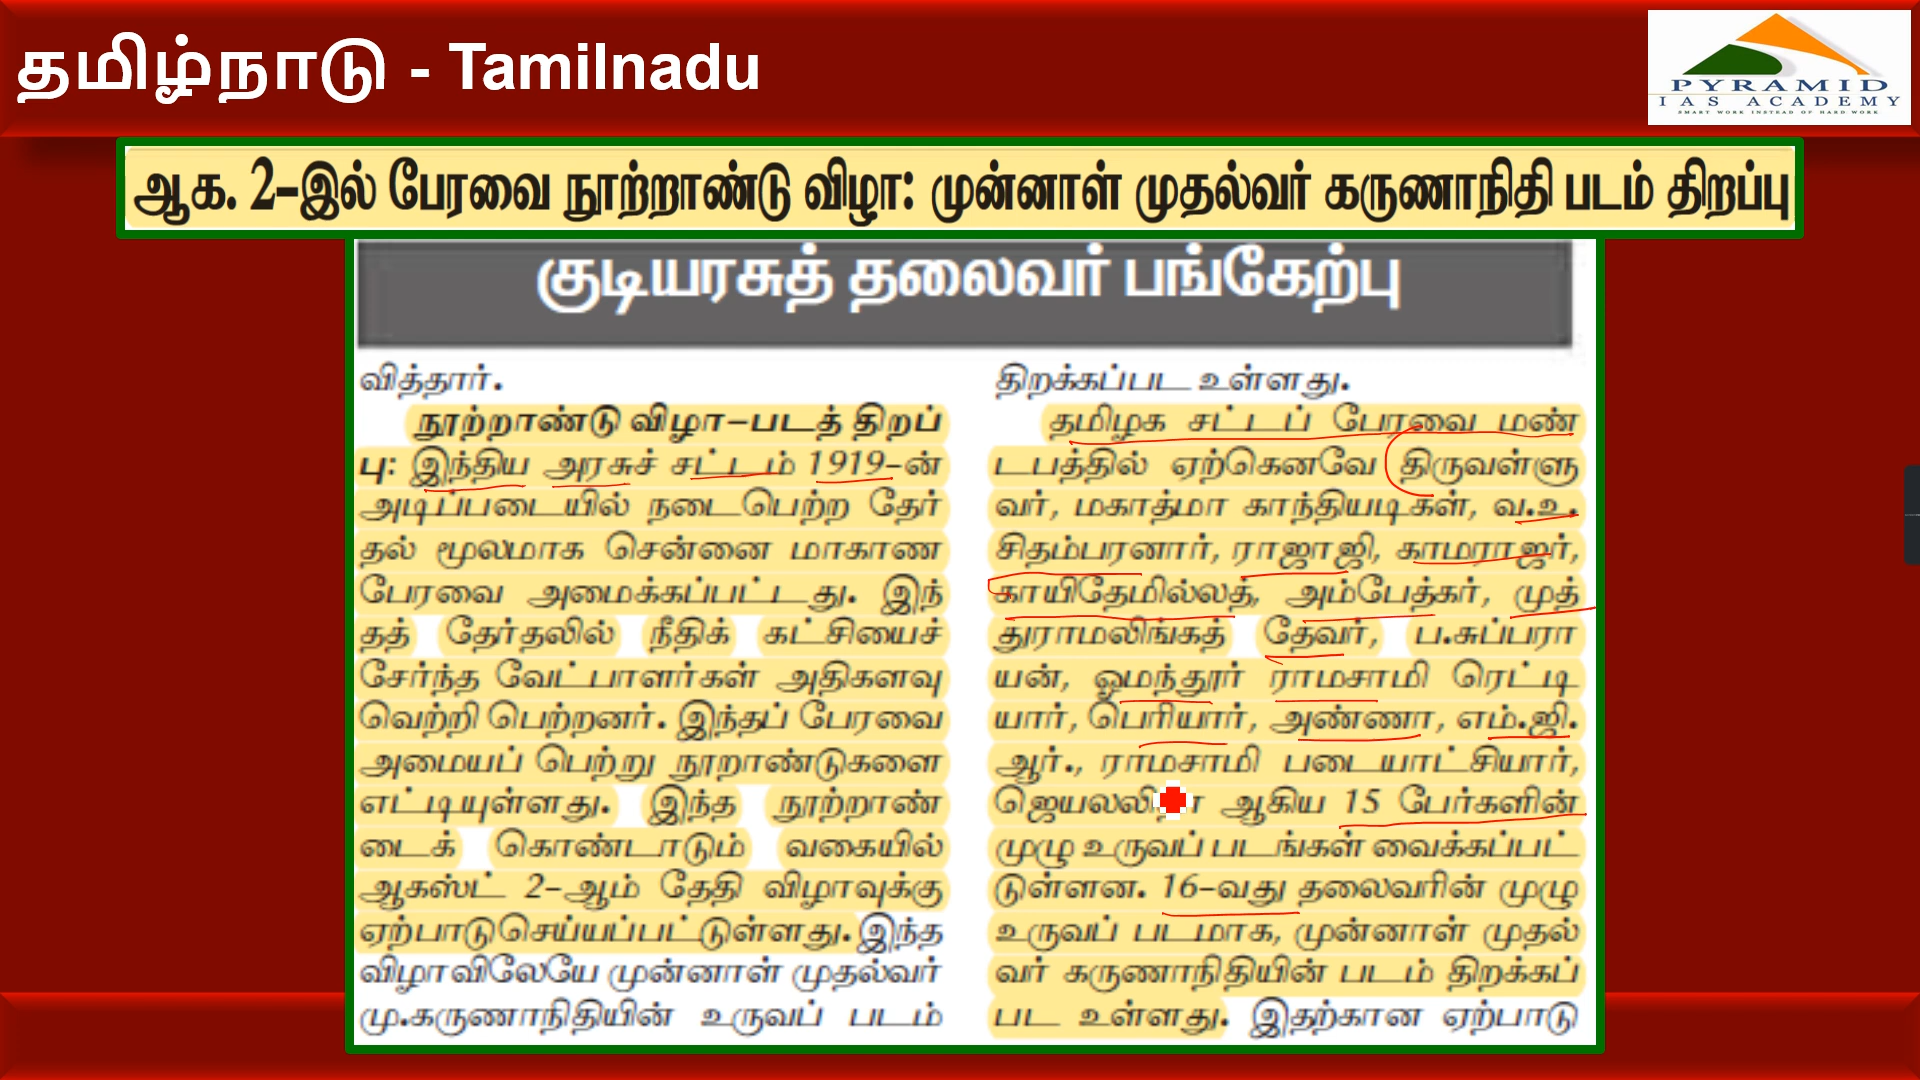 தமிழ்நாடு - Tamilnadu
PYRAMID
IAS ACADEMY
SMART WORK INSTEAD OF HARD WORK
ஆக. 2-இல் பேரவை நூற்றாண்டு விழா: முன்னாள் முதல்வர் கருணாநிதி படம் திறப்பு
குடியரசுத் தலைவர் பங்கேற்பு
வித்தார்.
நூற்றாண்டு விழா-படத் திறப்
பு: இந்திய அரசுச் சட்டம் 1919-ன்
அடிப்படையில் நடைபெற்ற தேர்
தல் மூலமாக சென்னை மாகாண
பேரவை அமைக்கப்பட்டது. இந்
தத் தேர்தலில் நீதிக் கட்சியைச்
சேர்ந்த வேட்பாளர்கள் அதிகளவு
வெற்றி பெற்றனர். இந்தப் பேரவை
அமையப் பெற்று நூறாண்டுகளை
எட்டியுள்ளது. இந்த நூற்றாண்
டைக் கொண்டாடும் வகையில்
ஆகஸ்ட் 2-ஆம் தேதி விழாவுக்கு
ஏற்பாடுசெய்யப்பட்டுள்ளது.இந்த
விழாவிலேயே முன்னாள் முதல்வர்
மு.கருணாநிதியின் உருவப் படம்
திறக்கப்பட உள்ளது.
தமிழக சட்டப் பேரவை மண்
டபத்தில் ஏற்கெனவே திருவள்ளு
வர், மகாத்மா காந்தியடிகள், வ.உ.
சிதம்பரனார், ராஜாஜி, காமராஜர்,
காயிதேமில்லத், அம்பேத்கர், முத்
துராமலிங்கத் தேவர், ப.சுப்பரா
யன், ஓமந்தூர் ராமசாமி ரெட்டி
யார், பெரியார், அண்ணா, எம்.ஜி.
ஆர்., ராமசாமி படையாட்சியார்,
ஆகிய 15 பேர்களின்
முழு உருவப் படங்கள் வைக்கப்பட்
டுள்ளன. 16-வது தலைவரின் முழு
உருவப் படமாக, முன்னாள் முதல்
வர் கருணாநிதியின் படம் திறக்கப்
பட உள்ளது. இதற்கான ஏற்பாடு